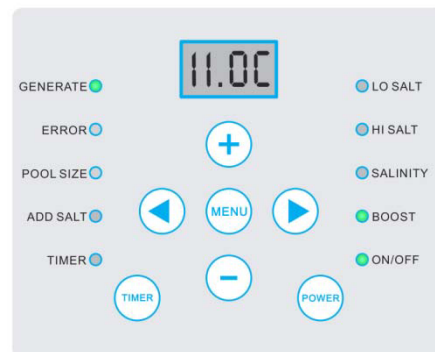 11.0C
GENERATE
LO SALT
ERROR
HI SALT
+
POOL SIZE
SALINITY
MENU
ADD SALT
BOOST
TIMER
ON/OFF
−
TIMER
POWER